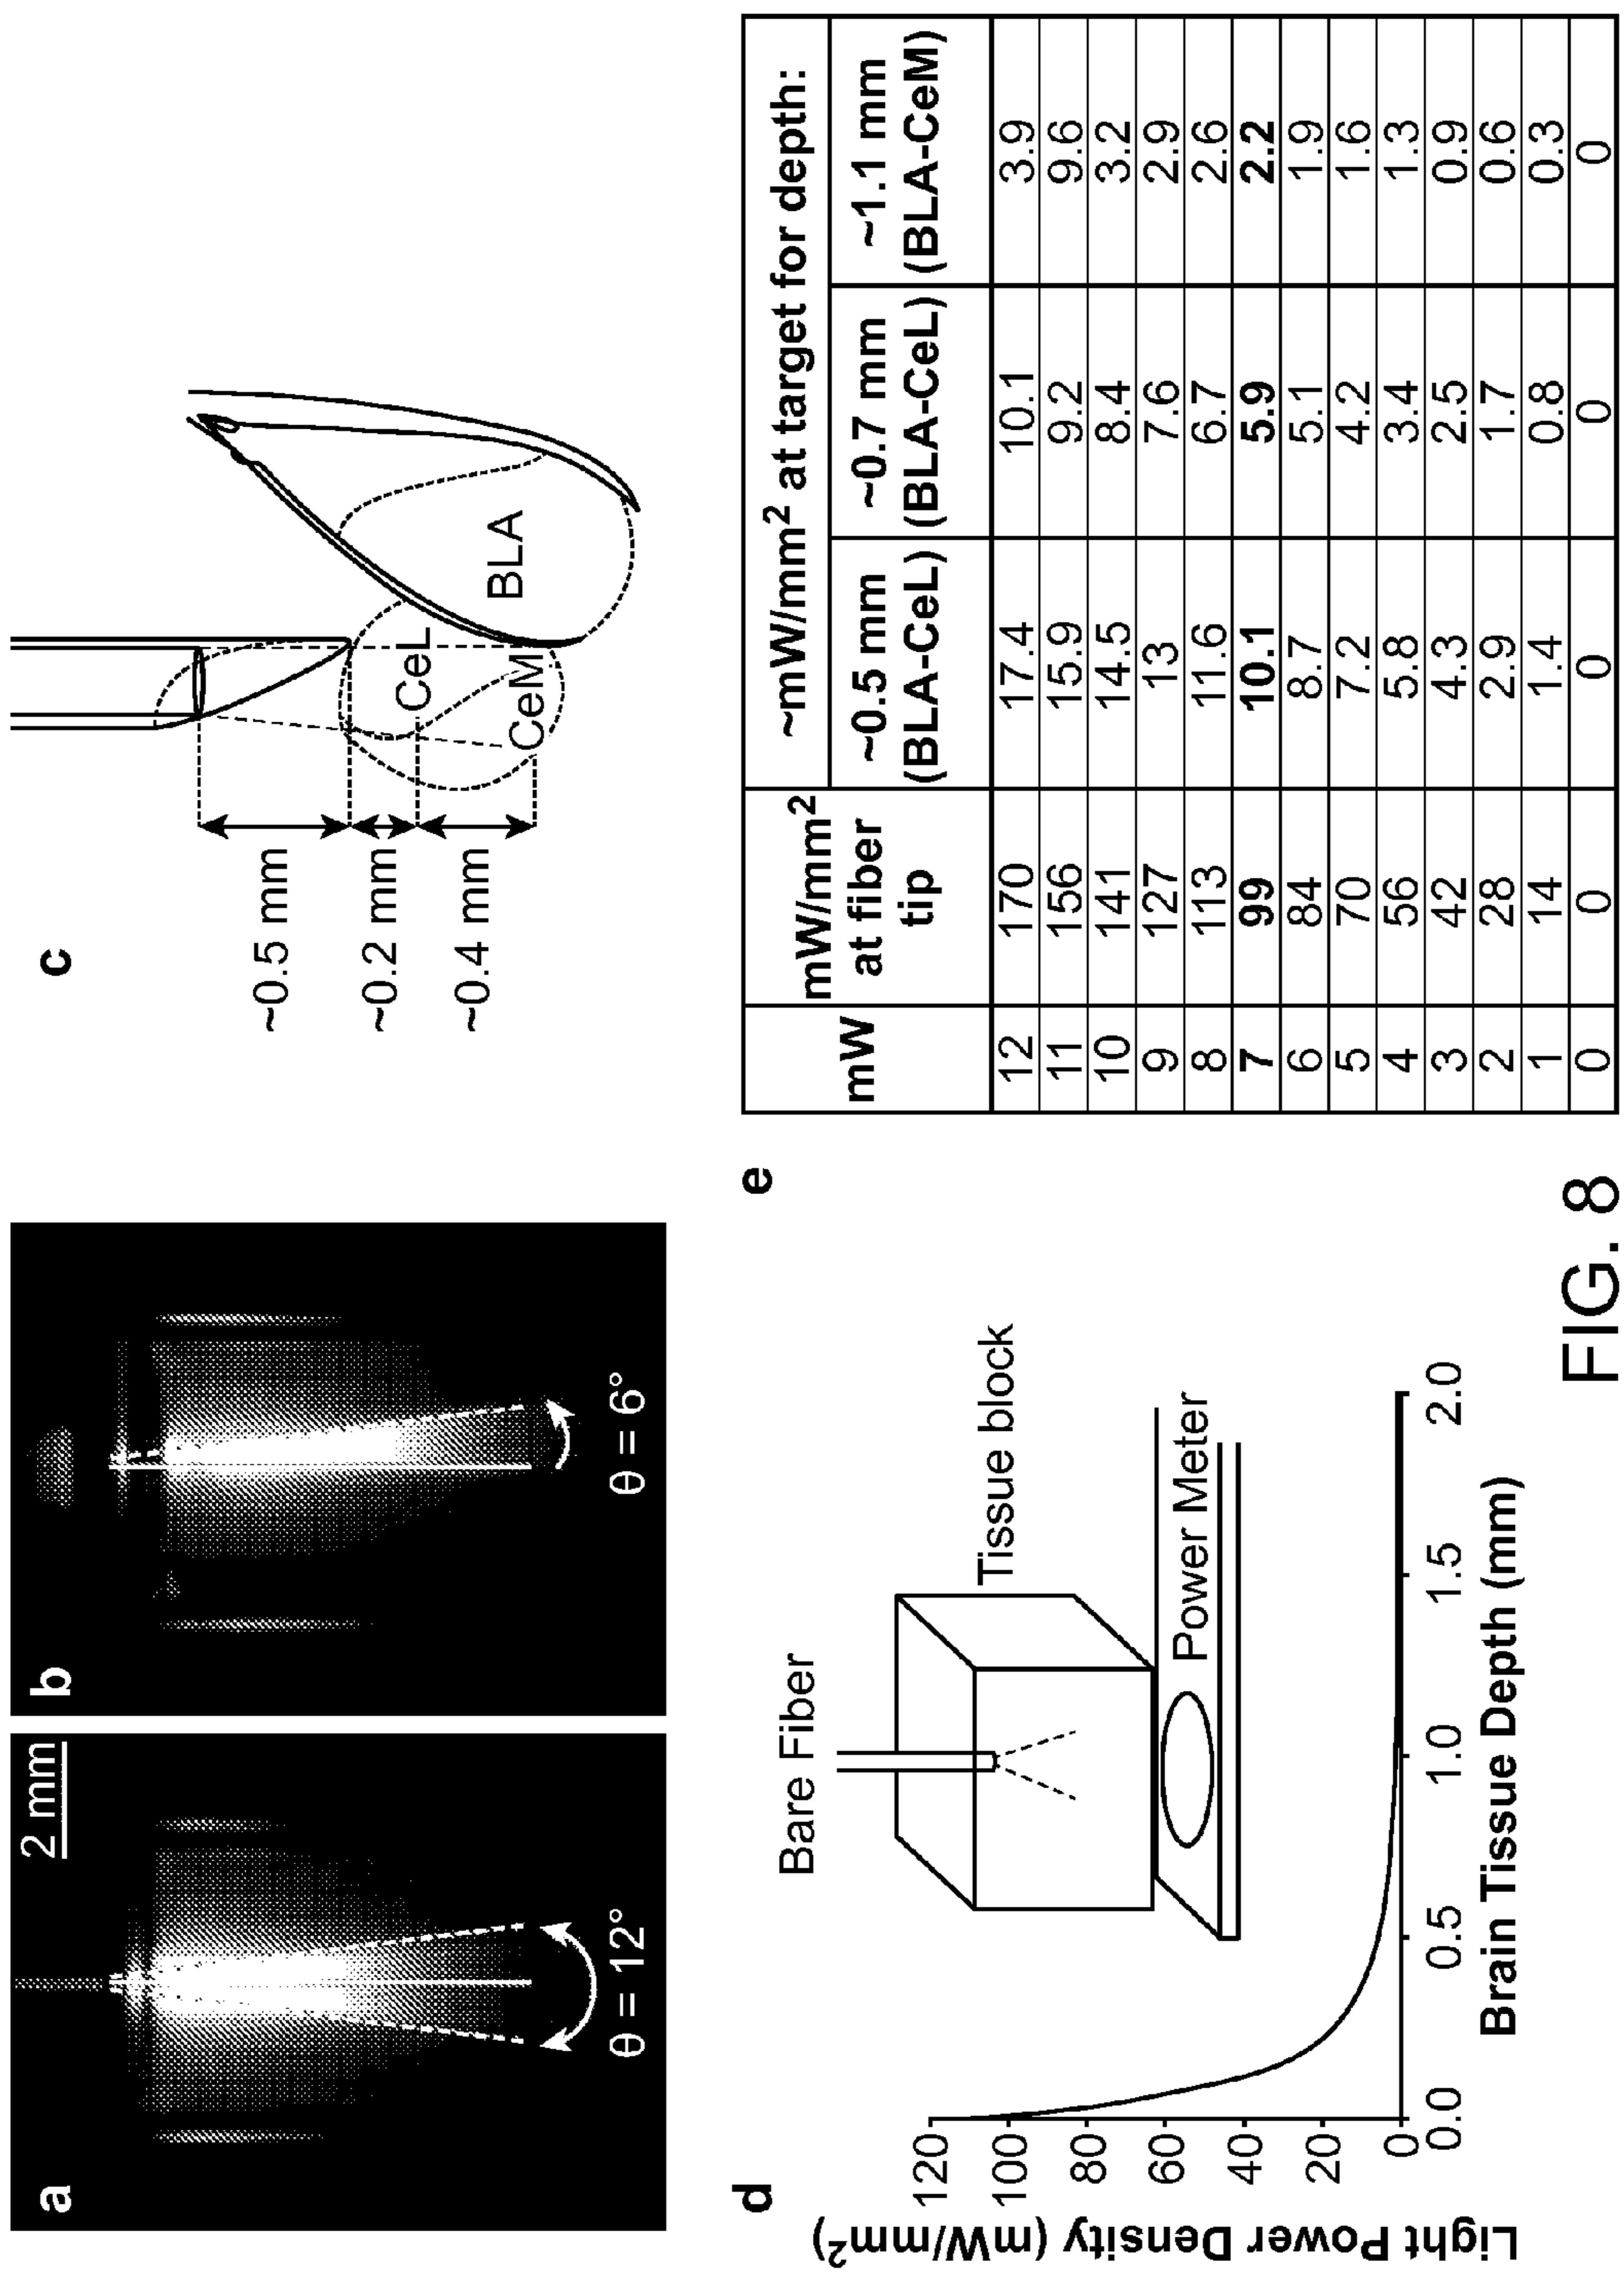 a
2 mm
θ = 12°
b
θ = 6°
c
~0.5 mm
~0.2 mm
~0.4 mm
CeL
CeM
BLA
d
Light Power Density (mW/mm²)
120
100
80
60
40
20
0
0.0
0.5
1.0
1.5
2.0
Brain Tissue Depth (mm)
Bare Fiber
Tissue block
Power Meter
e
mW
mW/mm² at fiber tip
~mW/mm² at target for depth:
~0.5 mm (BLA-CeL)
~0.7 mm (BLA-CeL)
~1.1 mm (BLA-CeM)
12 170 17.4 10.1 3.9
11 156 15.9 9.2 9.6
10 141 14.5 8.4 3.2
9 127 13 7.6 2.9
8 113 11.6 6.7 2.6
7 99 10.1 5.9 2.2
6 84 8.7 5.1 1.9
5 70 7.2 4.2 1.6
4 56 5.8 3.4 1.3
3 42 4.3 2.5 0.9
2 28 2.9 1.7 0.6
1 14 1.4 0.8 0.3
0 0 0 0 0
FIG. 8